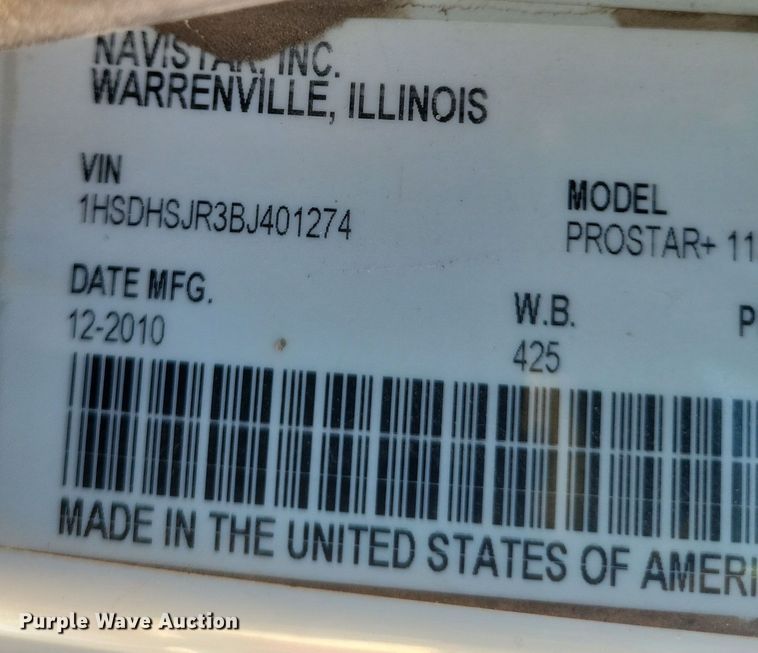 NAVISTAR, INC.
WARRENVILLE, ILLINOIS
VIN
1HSDHSJR3BJ401274
MODEL
PROSTAR+ 11
DATE MFG.
12-2010
W.B.
425
P
MADE IN THE UNITED STATES OF AMERI
Purple Wave Auction